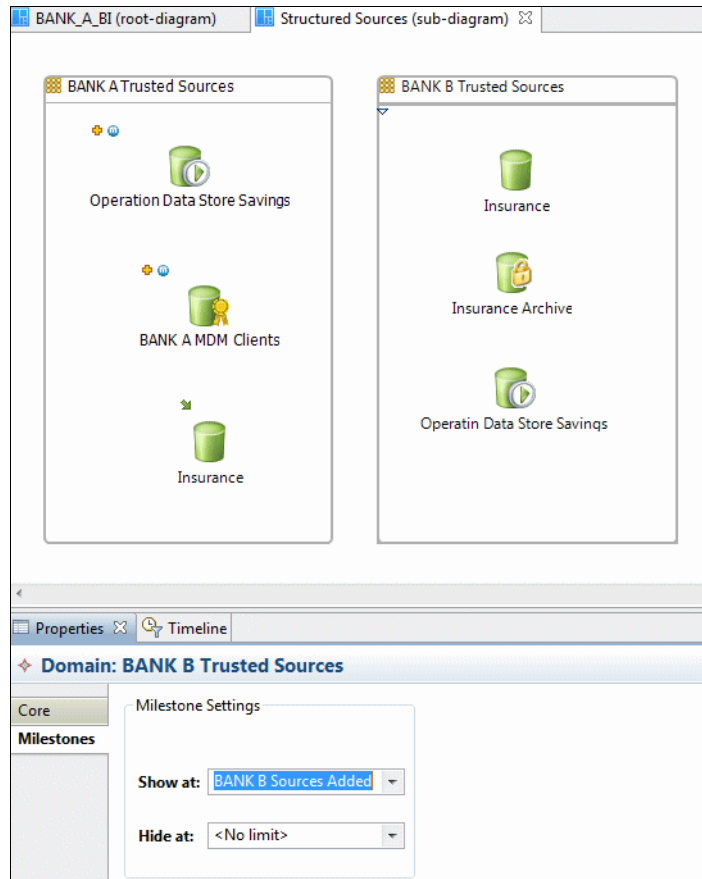 BANK_A_BI (root-diagram)
Structured Sources (sub-diagram)
BANK A Trusted Sources
Operation Data Store Savings
BANK A MDM Clients
Insurance
BANK B Trusted Sources
Insurance
Insurance Archive
Operatin Data Store Savings
Properties
Timeline
Domain: BANK B Trusted Sources
Core
Milestones
Milestone Settings
Show at:
BANK B Sources Added
Hide at:
<No limit>